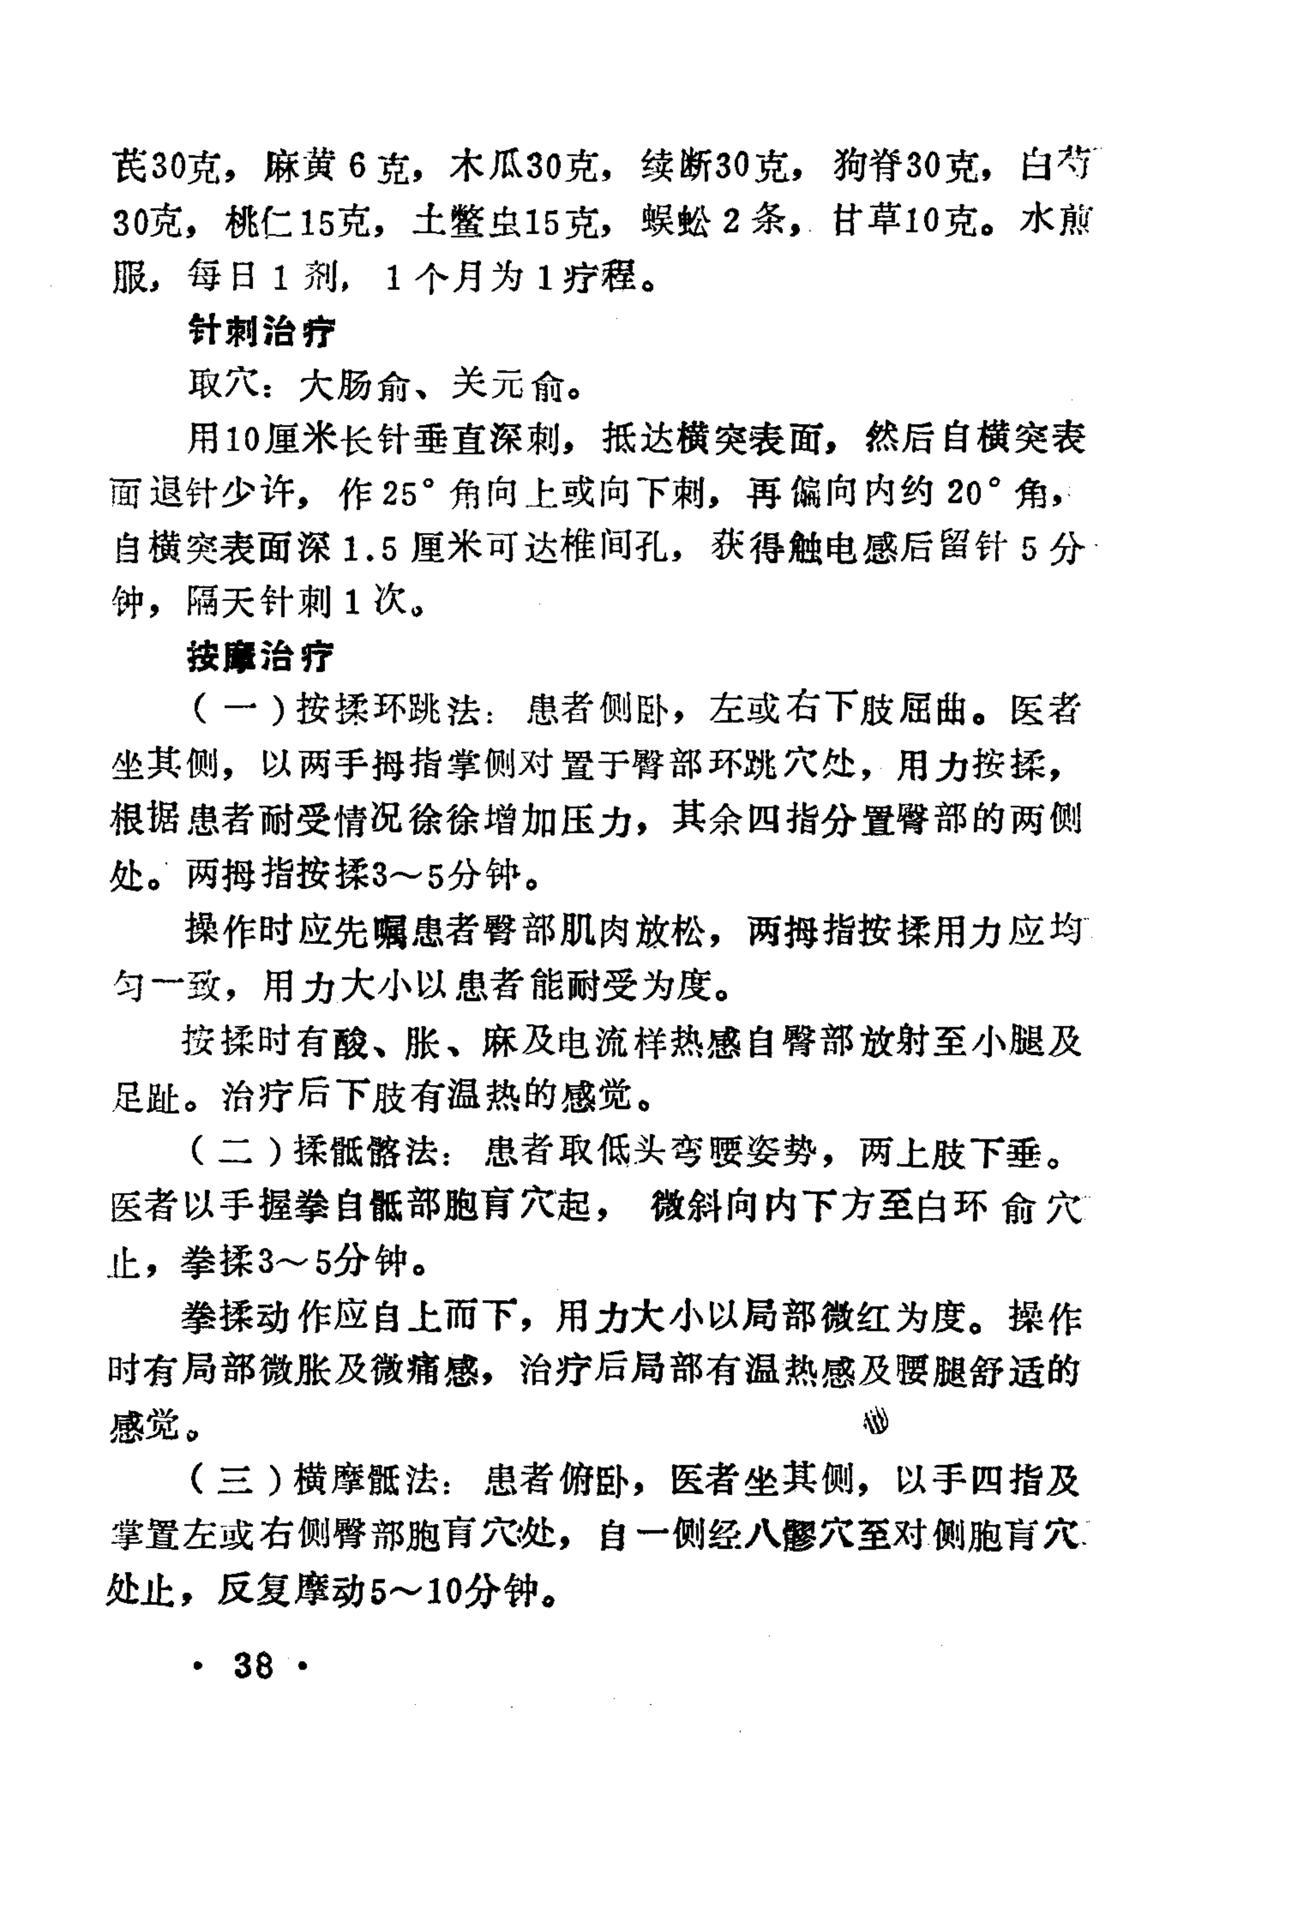 芪30克，麻黄6克，木瓜30克，续断30克，狗脊30克，白芍
30克，桃仁15克，土鳖虫15克，蜈蚣2条，甘草10克。水煎
服，每日1剂，1个月为1疗程。
针刺治疗
取穴：大肠俞、关元俞。
用10厘米长针垂直深刺，抵达横突表面，然后自横突表
面退针少许，作25°角向上或向下刺，再偏向内约20°角，
自横突表面深1.5厘米可达椎间孔，获得触电感后留针5分
钟，隔天针刺1次。
按摩治疗
（一）按揉环跳法：患者侧卧，左或右下肢屈曲。医者
坐其侧，以两手拇指掌侧对置于臀部环跳穴处，用力按揉，
根据患者耐受情况徐徐增加压力，其余四指分置臀部的两侧
处。两拇指按揉3～5分钟。
操作时应先嘱患者臀部肌肉放松，两拇指按揉用力应均
匀一致，用力大小以患者能耐受为度。
按揉时有酸、胀、麻及电流样热感自臀部放射至小腿及
足趾。治疗后下肢有温热的感觉。
（二）揉骶髂法：患者取低头弯腰姿势，两上肢下垂。
医者以手握拳自骶部胞肓穴起，微斜向内下方至白环俞穴
止，拳揉3～5分钟。
拳揉动作应自上而下，用力大小以局部微红为度。操作
时有局部微胀及微痛感，治疗后局部有温热感及腰腿舒适的
感觉。
（三）横摩骶法：患者俯卧，医者坐其侧，以手四指及
掌置左或右侧臀部胞肓穴处，自一侧经八髎穴至对侧胞肓穴
处止，反复摩动5～10分钟。
·38·